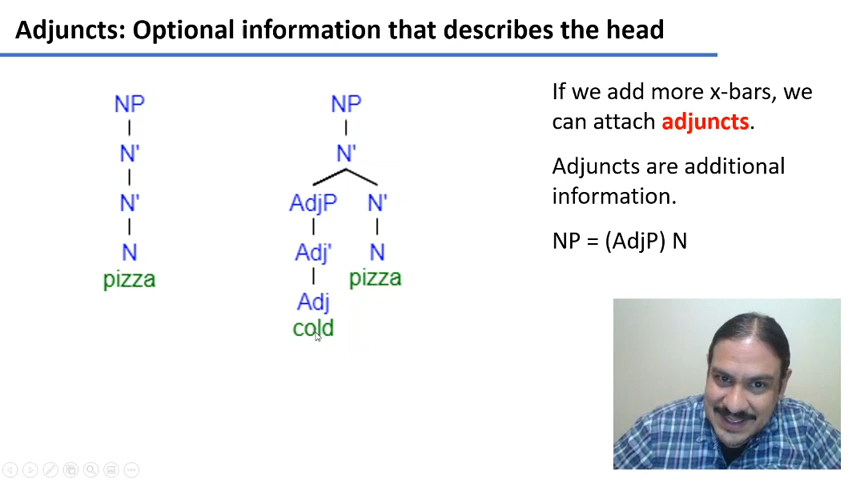 Adjuncts: Optional information that describes the head
NP
N'
N'
N
pizza
NP
N'
AdjP N'
Adj' N
Adj pizza
cold
If we add more x-bars, we
can attach adjuncts.
Adjuncts are additional
information.
NP = (AdjP) N